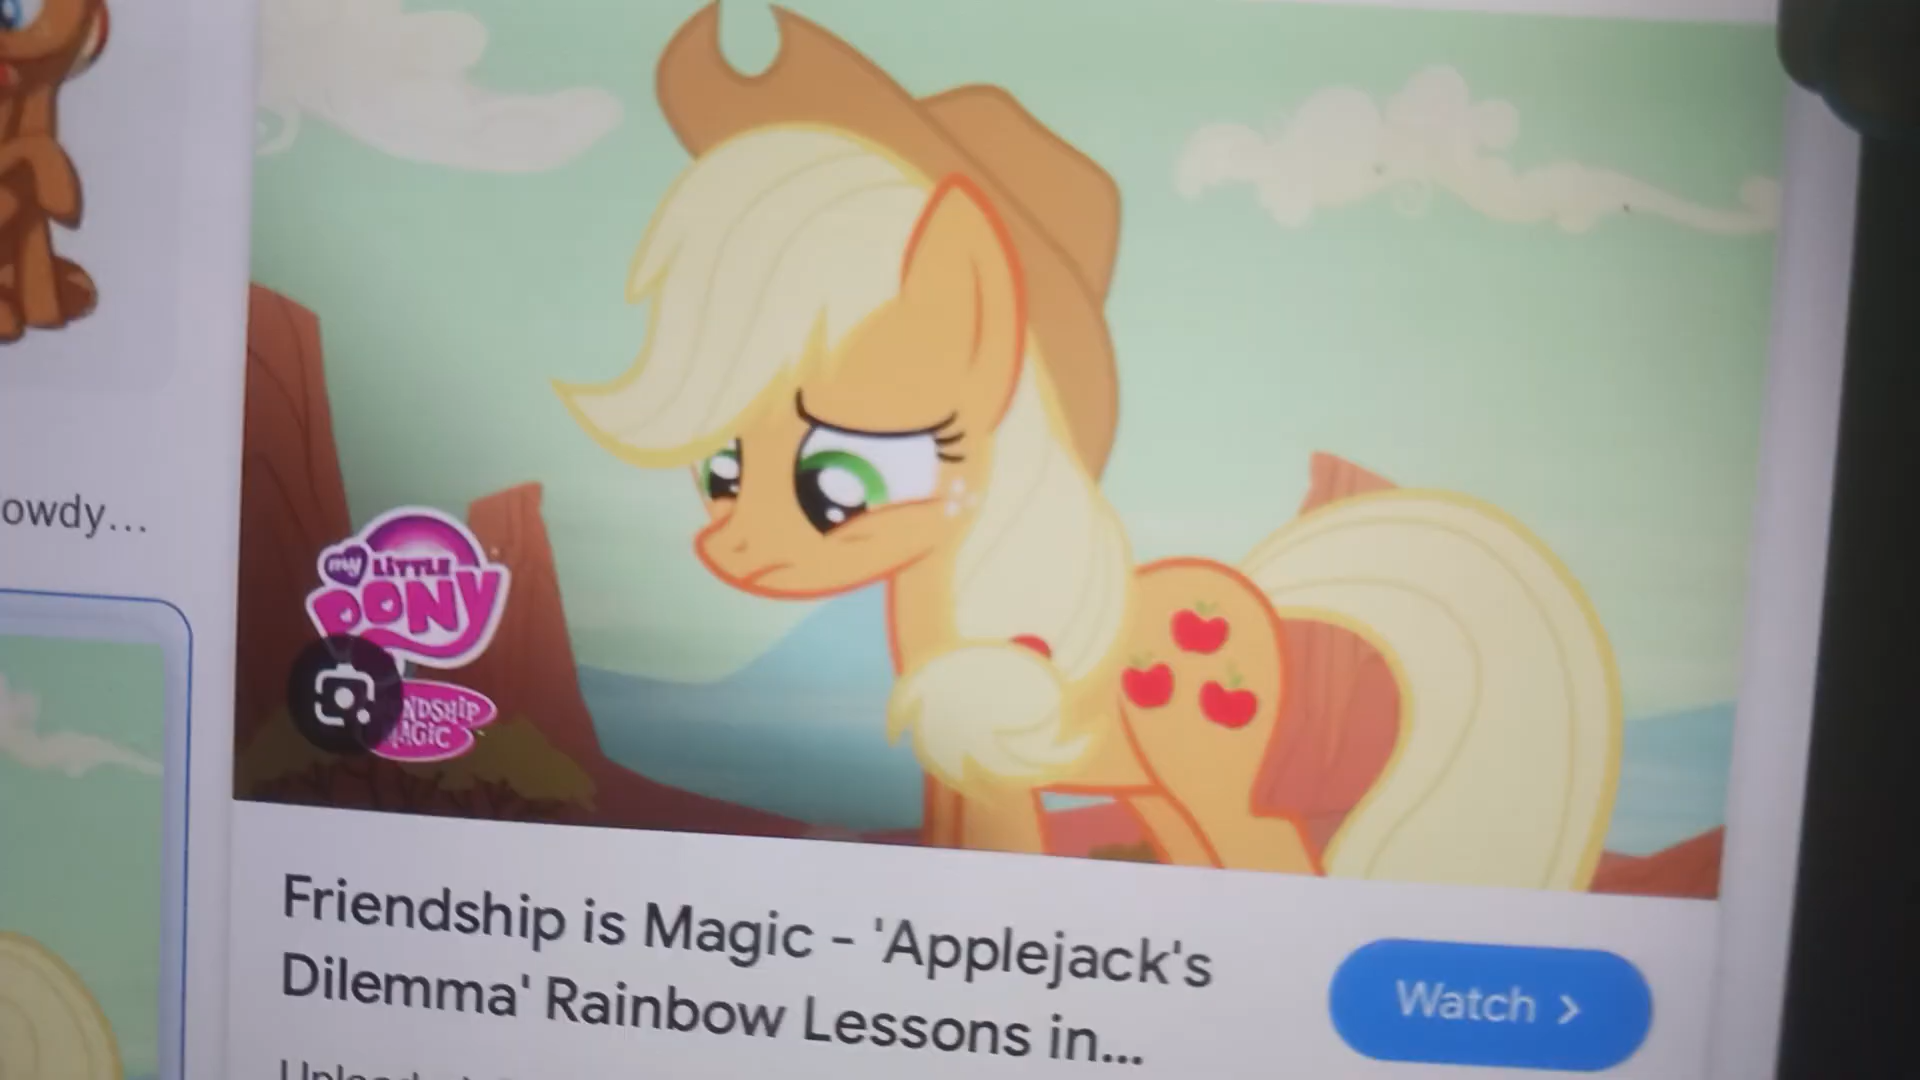 owdy...
my LITTLE
PONY
NDSHIP
AGIC
Friendship is Magic - 'Applejack's
Dilemma' Rainbow Lessons in...
Watch >